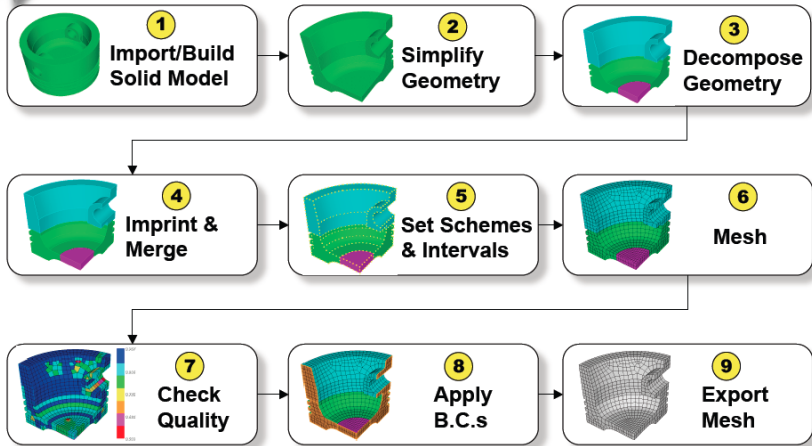 1
Import/Build
Solid Model
2
Simplify
Geometry
3
Decompose
Geometry
4
Imprint &
Merge
5
Set Schemes
& Intervals
6
Mesh
7
Check
Quality
8
Apply
B.C.s
9
Export
Mesh